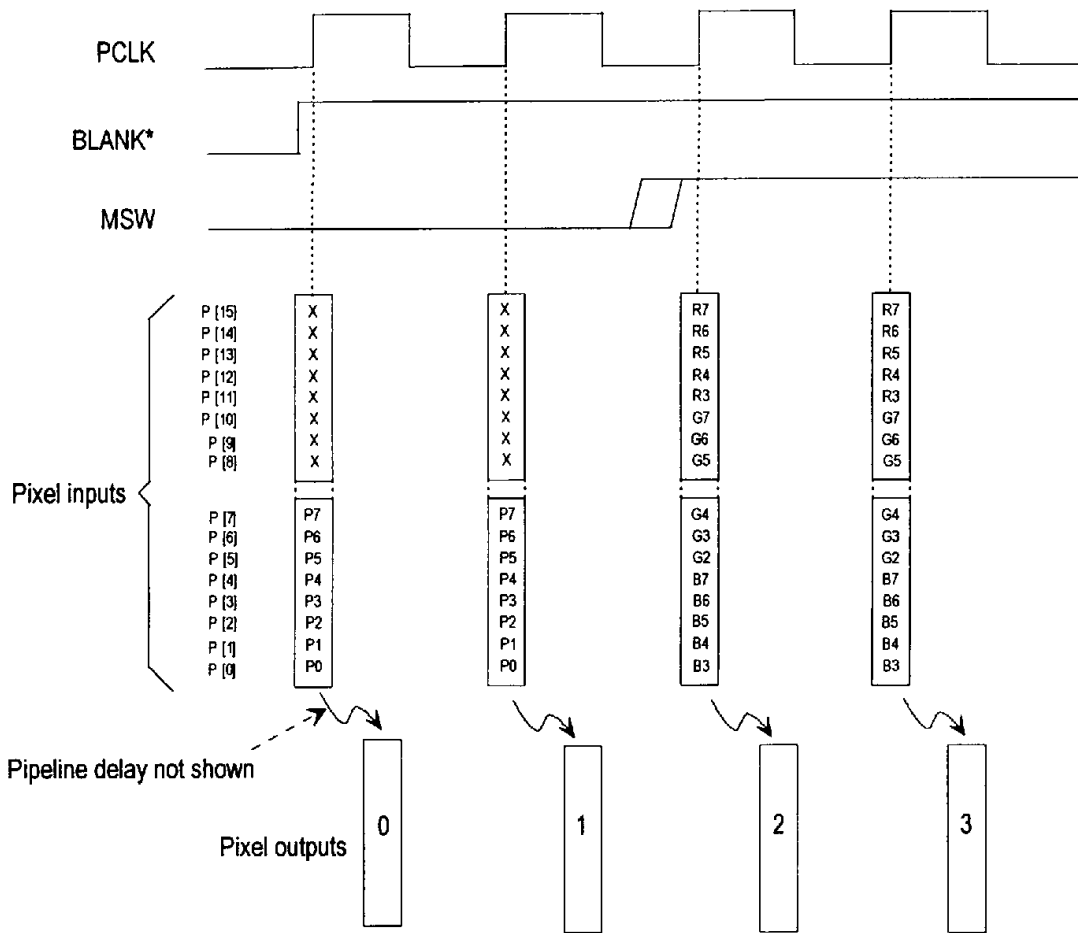 PCLK
BLANK*
MSW
P [15] X X R7 R7
P [14] X X R6 R6
P [13] X X R5 R5
P [12] X X R4 R4
P [11] X X R3 R3
P [10] X X G7 G7
P [9] X X G6 G6
P [8] X X G5 G5
Pixel inputs
P [7] P7 P7 G4 G4
P [6] P6 P6 G3 G3
P [5] P5 P5 G2 G2
P [4] P4 P4 B7 B7
P [3] P3 P3 B6 B6
P [2] P2 P2 B5 B5
P [1] P1 P1 B4 B4
P [0] P0 P0 B3 B3
Pipeline delay not shown
Pixel outputs 0 1 2 3